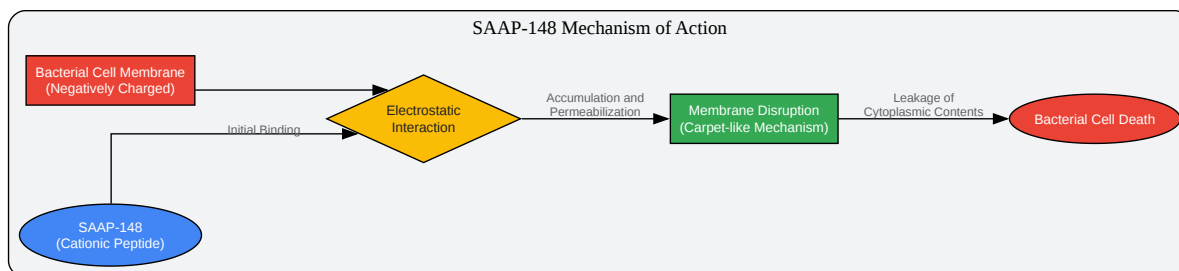 SAAP-148 Mechanism of Action
Bacterial Cell Membrane
(Negatively Charged)
Initial Binding
SAAP-148
(Cationic Peptide)
Electrostatic
Interaction
Accumulation and
Permeabilization
Membrane Disruption
(Carpet-like Mechanism)
Leakage of
Cytoplasmic Contents
Bacterial Cell Death